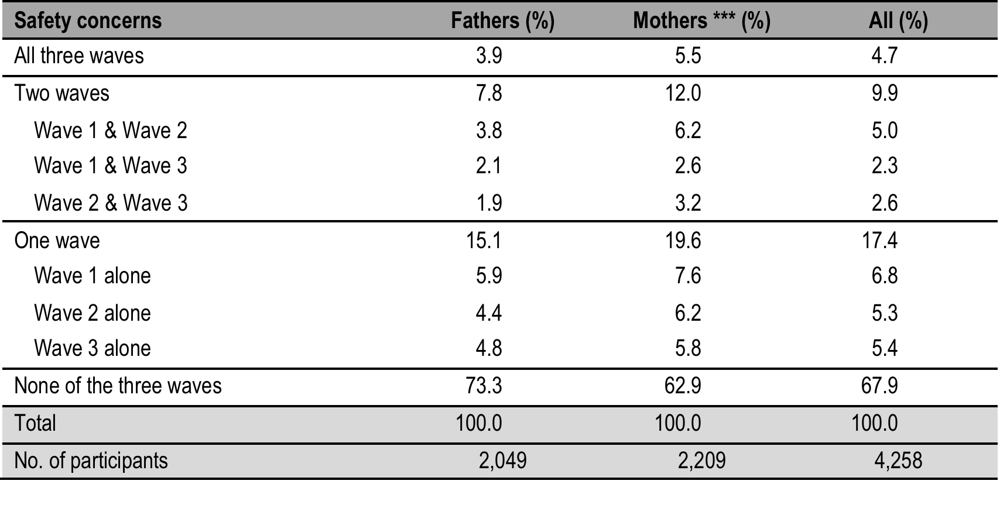 Safety concerns Fathers (%) Mothers *** (%) All (%)
All three waves 3.9 5.5 4.7
Two waves 7.8 12.0 9.9
Wave 1 & Wave 2 3.8 6.2 5.0
Wave 1 & Wave 3 2.1 2.6 2.3
Wave 2 & Wave 3 1.9 3.2 2.6
One wave 15.1 19.6 17.4
Wave 1 alone 5.9 7.6 6.8
Wave 2 alone 4.4 6.2 5.3
Wave 3 alone 4.8 5.8 5.4
None of the three waves 73.3 62.9 67.9
Total 100.0 100.0 100.0
No. of participants 2,049 2,209 4,258